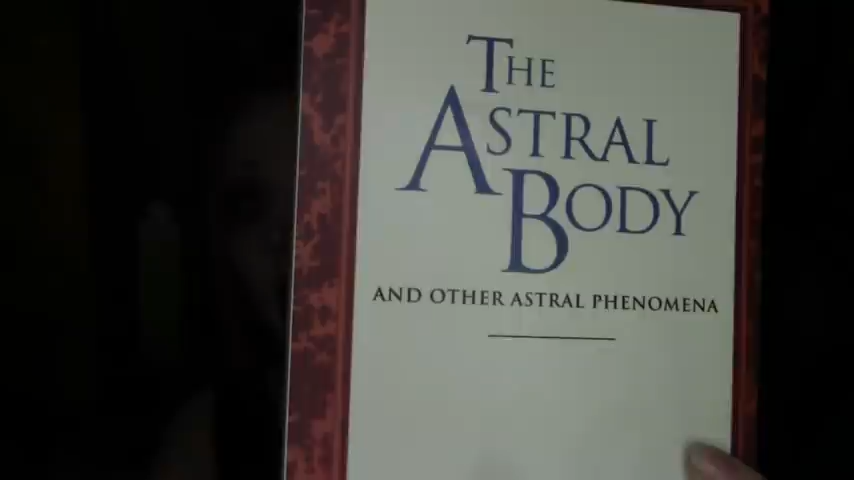 THE
ASTRAL
BODY
AND OTHER ASTRAL PHENOMENA